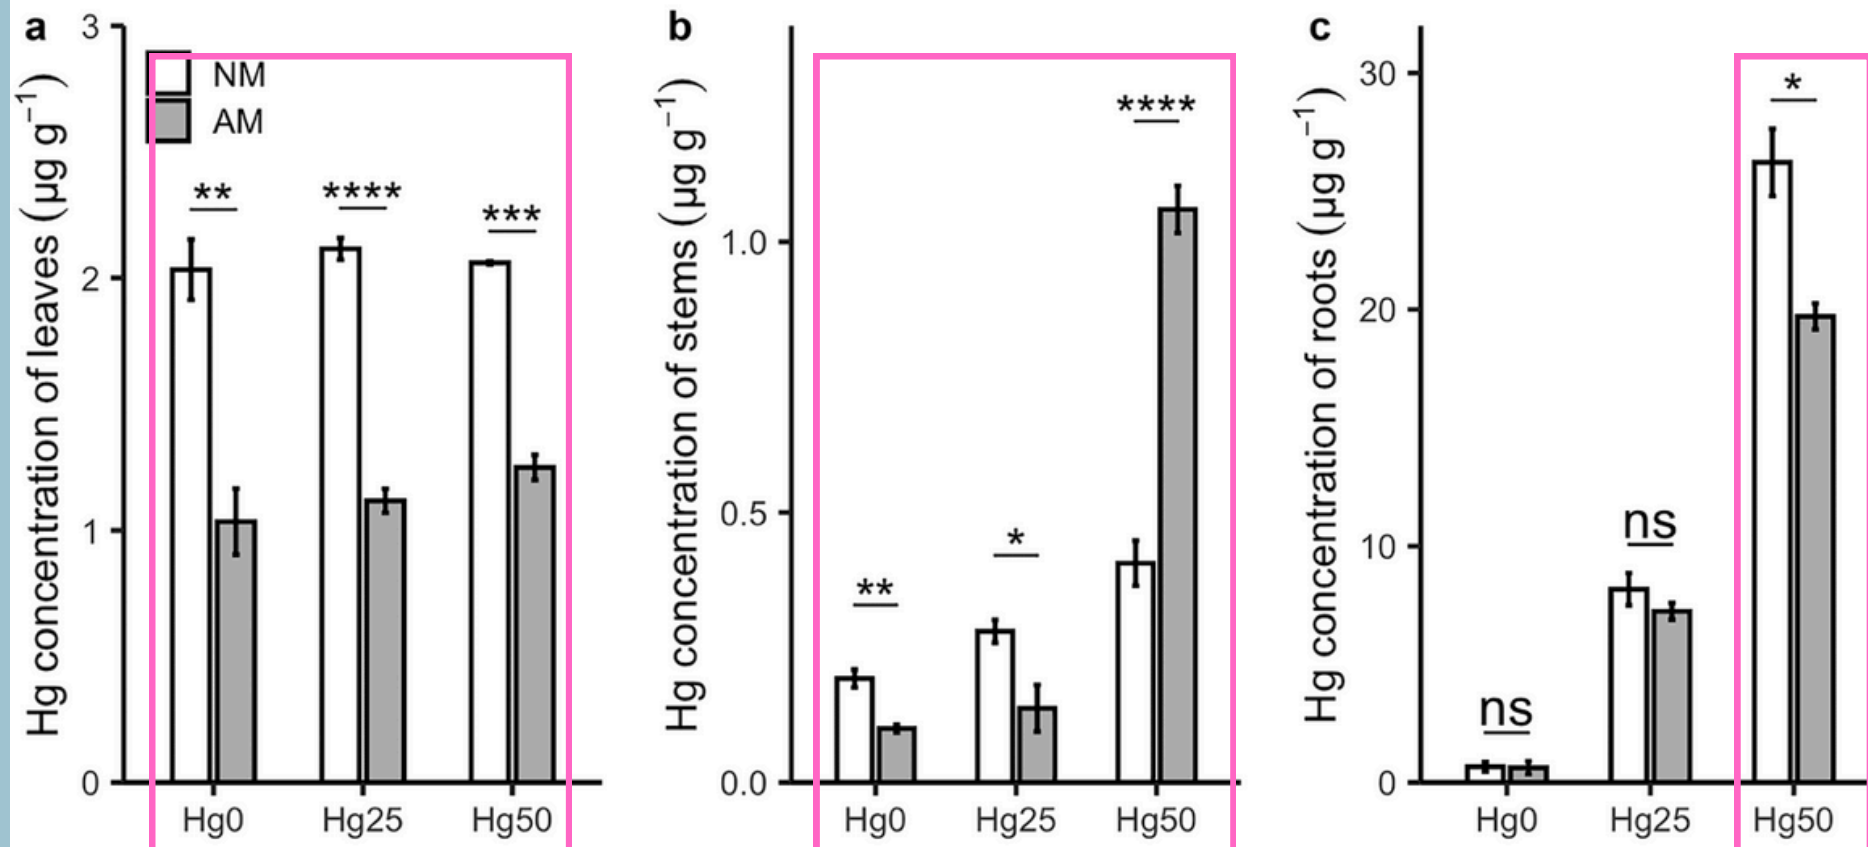 a
Hg concentration of leaves (µg g⁻¹)
3
2
1
0
NM
AM
**
****
***
Hg0
Hg25
Hg50
b
Hg concentration of stems (µg g⁻¹)
1.0
0.5
0.0
**
*
****
Hg0
Hg25
Hg50
c
Hg concentration of roots (µg g⁻¹)
30
20
10
0
ns
ns
*
Hg0
Hg25
Hg50